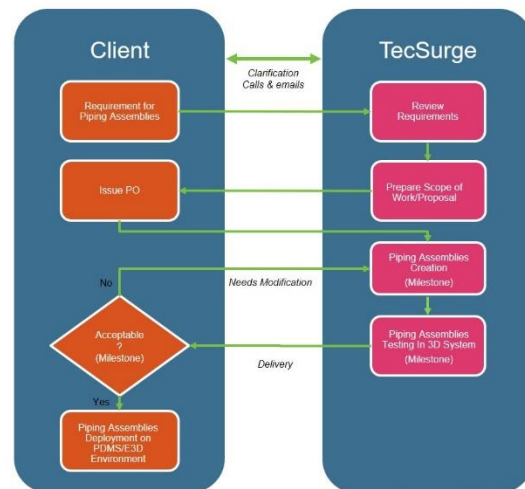 Client
TecSurge
Clarification
Calls & emails
Requirement for
Piping Assemblies
Review
Requirements
Issue PO
Prepare Scope of
Work/Proposal
Piping Assemblies
Creation
(Milestone)
No
Needs Modification
Acceptable
?
(Milestone)
Piping Assemblies
Testing In 3D System
(Milestone)
Delivery
Yes
Piping Assemblies
Deployment on
PDMS/E3D
Environment